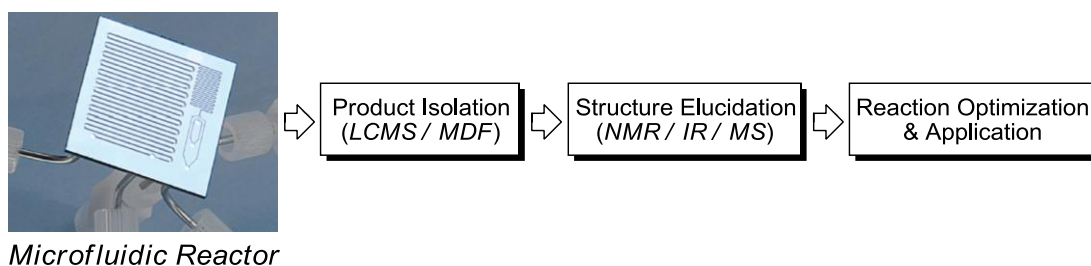 Product Isolation
(LCMS / MDF)
Structure Elucidation
(NMR / IR / MS)
Reaction Optimization
& Application
Microfluidic Reactor